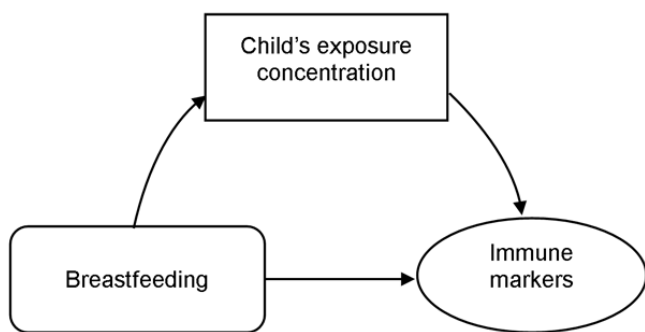 Child’s exposure
concentration
Breastfeeding
Immune
markers